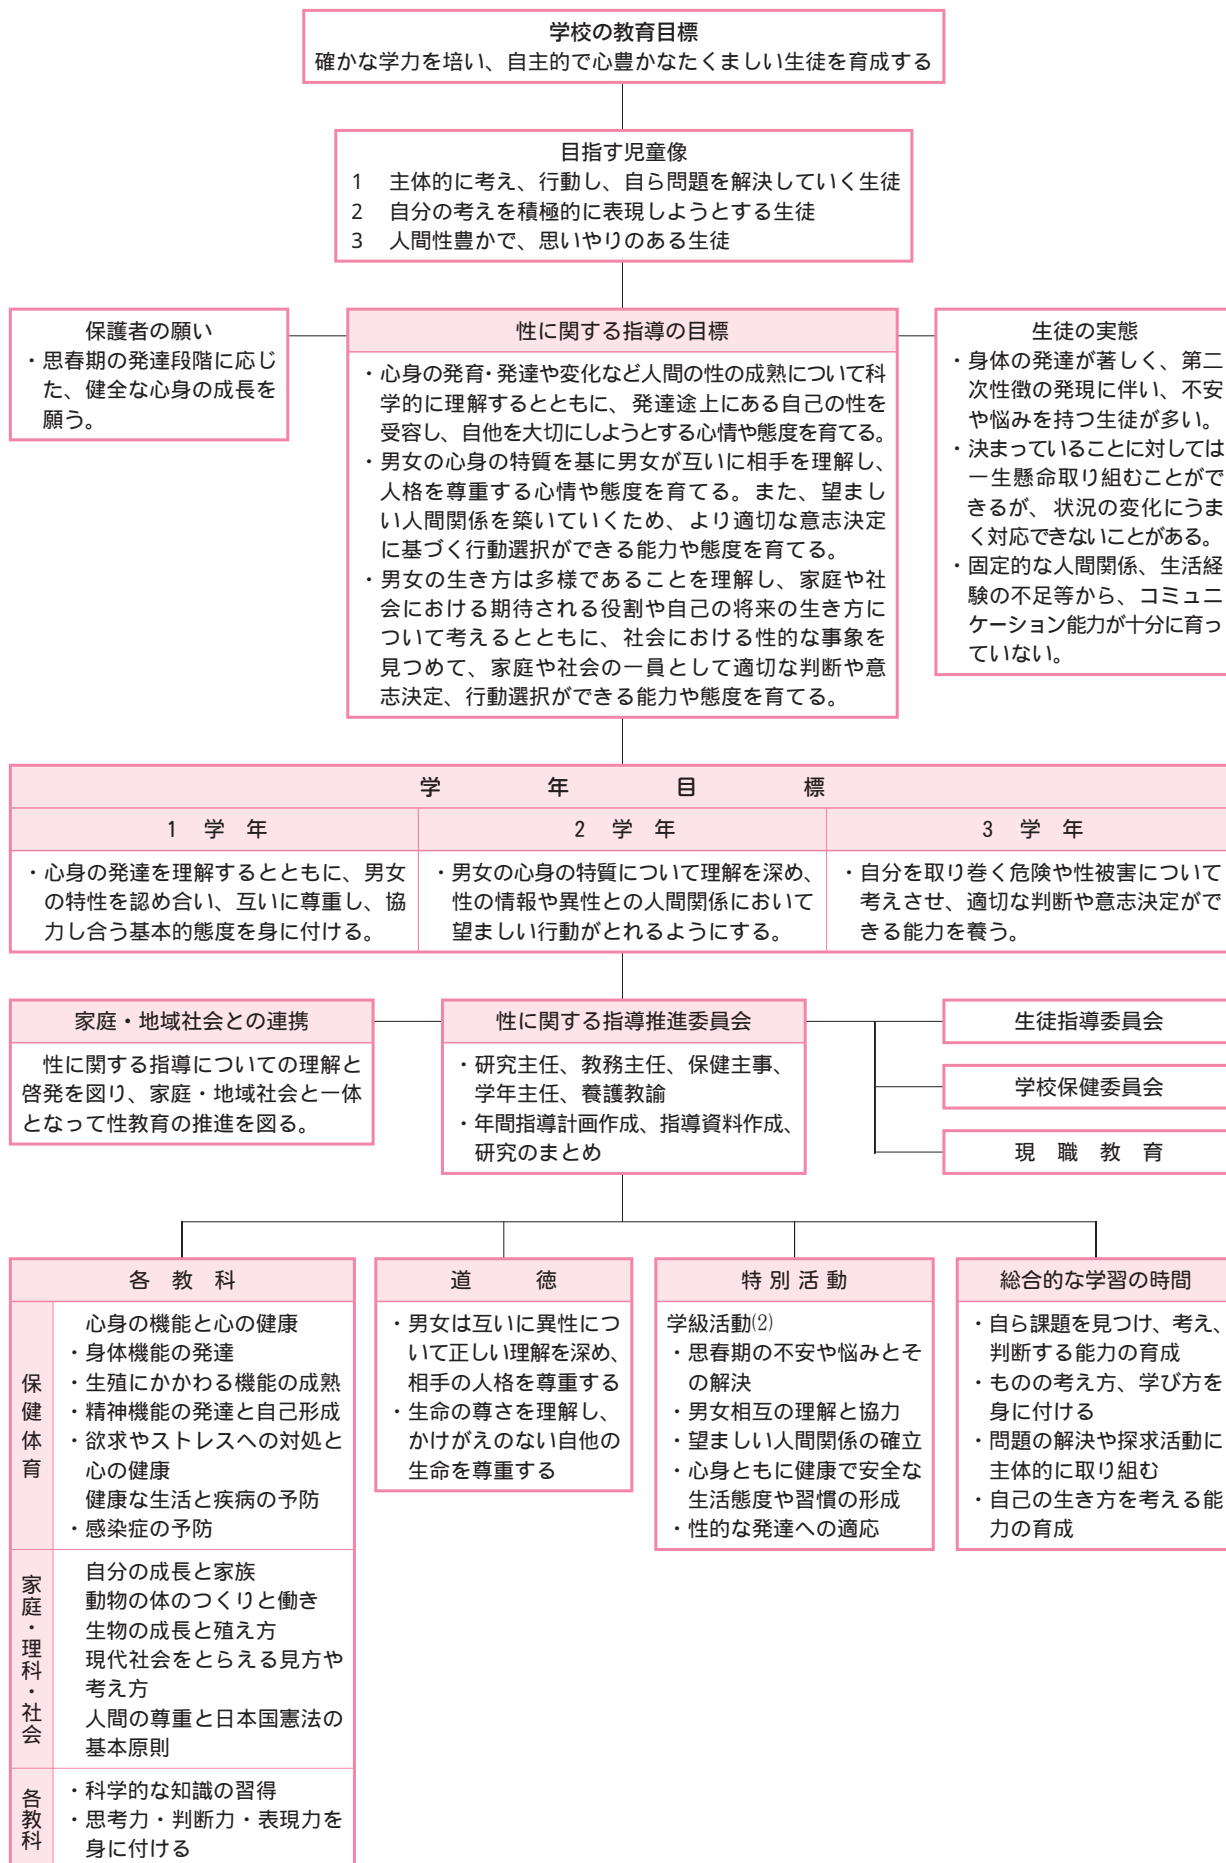 学校の教育目標
確かな学力を培い、自主的で心豊かなたくましい生徒を育成する
目指す児童像
1　主体的に考え、行動し、自ら問題を解決していく生徒
2　自分の考えを積極的に表現しようとする生徒
3　人間性豊かで、思いやりのある生徒
保護者の願い
・思春期の発達段階に応じ
た、健全な心身の成長を
願う。
性に関する指導の目標
・心身の発育・発達や変化など人間の性の成熟について科
学的に理解するとともに、発達途上にある自己の性を
受容し、自他を大切にしようとする心情や態度を育てる。
・男女の心身の特質を基に男女が互いに相手を理解し、
人格を尊重する心情や態度を育てる。また、望まし
い人間関係を築いていくため、より適切な意志決定
に基づく行動選択ができる能力や態度を育てる。
・男女の生き方は多様であることを理解し、家庭や社
会における期待される役割や自己の将来の生き方に
ついて考えるとともに、社会における性的な事象を
見つめて、家庭や社会の一員として適切な判断や意
志決定、行動選択ができる能力や態度を育てる。
生徒の実態
・身体の発達が著しく、第二
次性徴の発現に伴い、不安
や悩みを持つ生徒が多い。
・決まっていることに対しては
一生懸命取り組むことがで
きるが、状況の変化にうま
く対応できないことがある。
・固定的な人間関係、生活経
験の不足等から、コミュニ
ケーション能力が十分に育っ
ていない。
学年目標
1学年
・心身の発達を理解するとともに、男女
の特性を認め合い、互いに尊重し、協
力し合う基本的態度を身に付ける。
2学年
・男女の心身の特質について理解を深め、
性の情報や異性との人間関係において
望ましい行動がとれるようにする。
3学年
・自分を取り巻く危険や性被害について
考えさせ、適切な判断や意志決定がで
きる能力を養う。
家庭・地域社会との連携
性に関する指導についての理解と
啓発を図り、家庭・地域社会と一体
となって性教育の推進を図る。
性に関する指導推進委員会
・研究主任、教務主任、保健主事、
学年主任、養護教諭
・年間指導計画作成、指導資料作成、
研究のまとめ
生徒指導委員会
学校保健委員会
現職教育
各教科
保健体育
心身の機能と心の健康
・身体機能の発達
・生殖にかかわる機能の成熟
・精神機能の発達と自己形成
・欲求やストレスへの対処と
心の健康
健康な生活と疾病の予防
・感染症の予防
家庭・理科・社会
自分の成長と家族
動物の体のつくりと働き
生物の成長と殖え方
現代社会をとらえる見方や
考え方
人間の尊重と日本国憲法の
基本原則
各教科
・科学的な知識の習得
・思考力・判断力・表現力を
身に付ける
道徳
・男女は互いに異性につ
いて正しい理解を深め、
相手の人格を尊重する
・生命の尊さを理解し、
かけがえのない自他の
生命を尊重する
特別活動
学級活動(2)
・思春期の不安や悩みとそ
の解決
・男女相互の理解と協力
・望ましい人間関係の確立
・心身ともに健康で安全な
生活態度や習慣の形成
・性的な発達への適応
総合的な学習の時間
・自ら課題を見つけ、考え、
判断する能力の育成
・ものの考え方、学び方を
身に付ける
・問題の解決や探求活動に
主体的に取り組む
・自己の生き方を考える能
力の育成